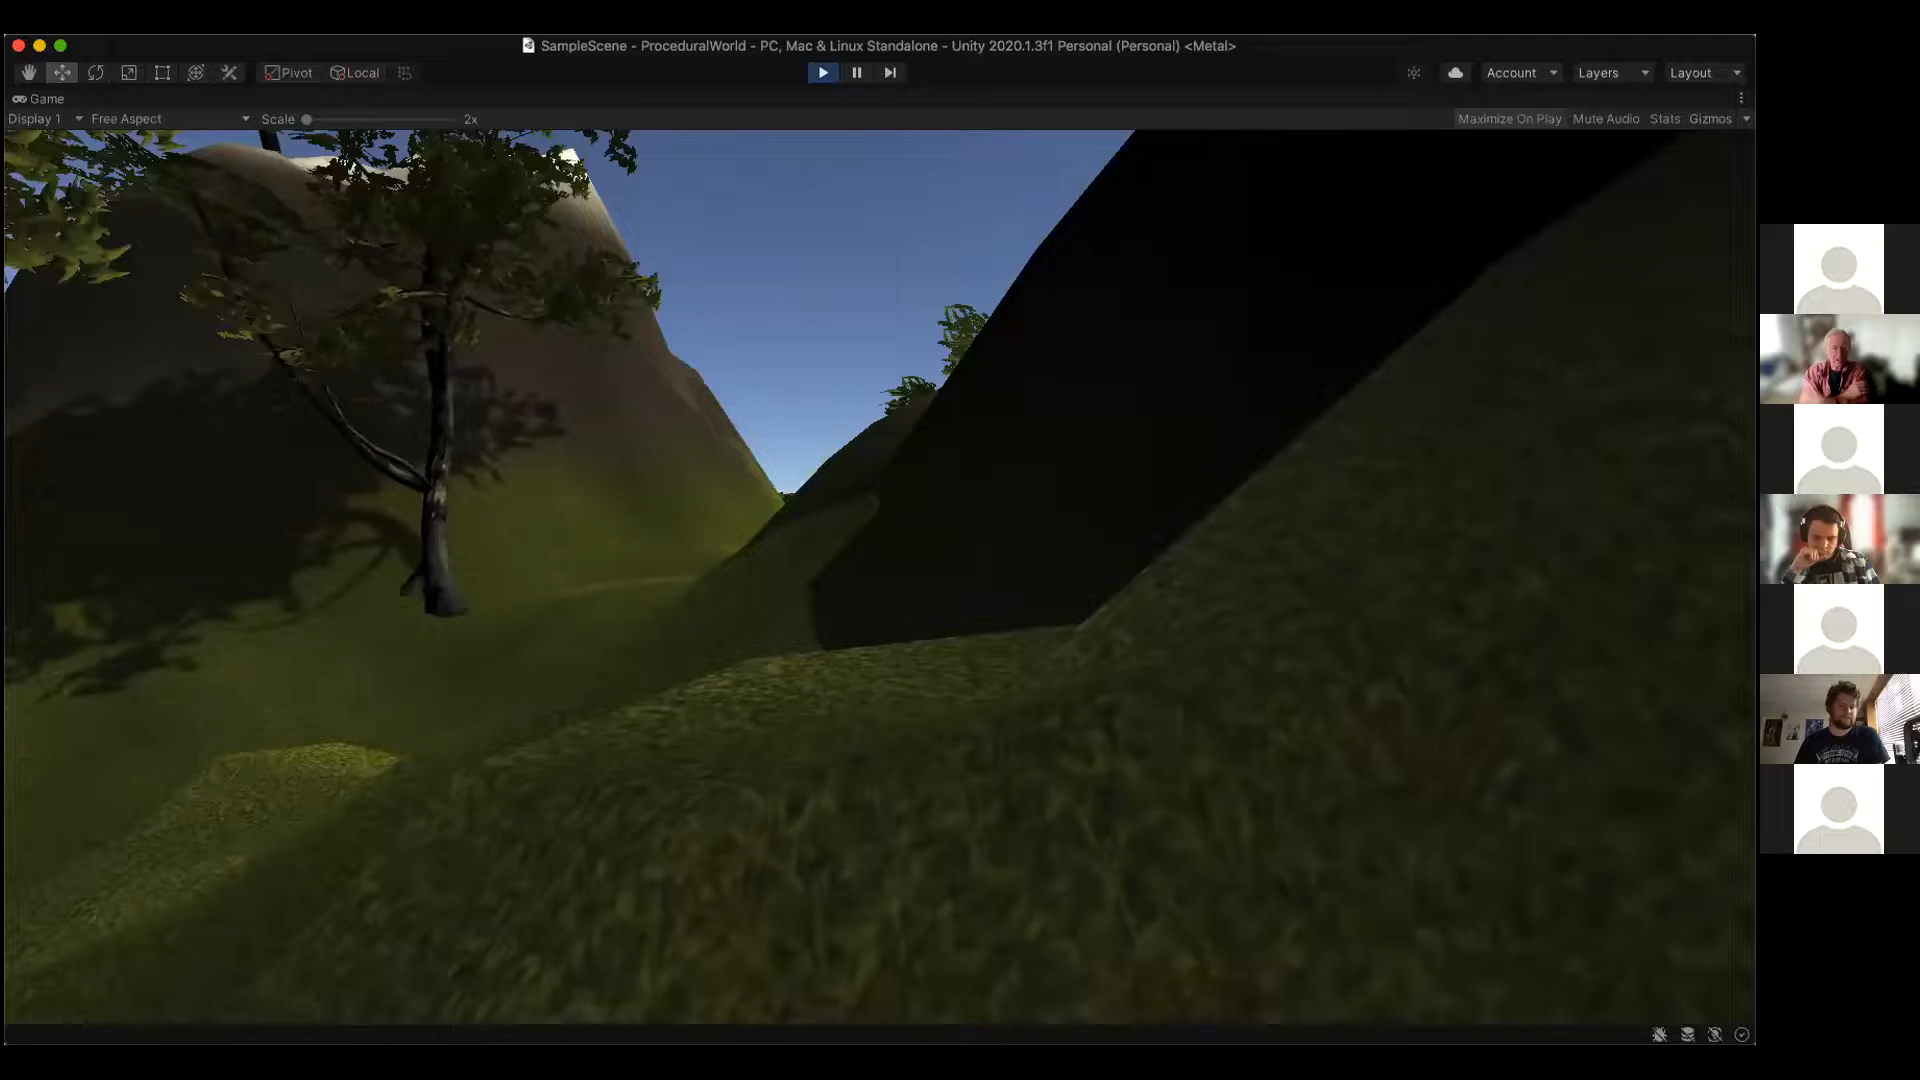 SampleScene - ProceduralWorld - PC, Mac & Linux Standalone - Unity 2020.1.3f1 Personal (Personal) <Metal>
Pivot Local Account Layers Layout
Game
Display 1 Free Aspect Scale 2x Maximize On Play Mute Audio Stats Gizmos